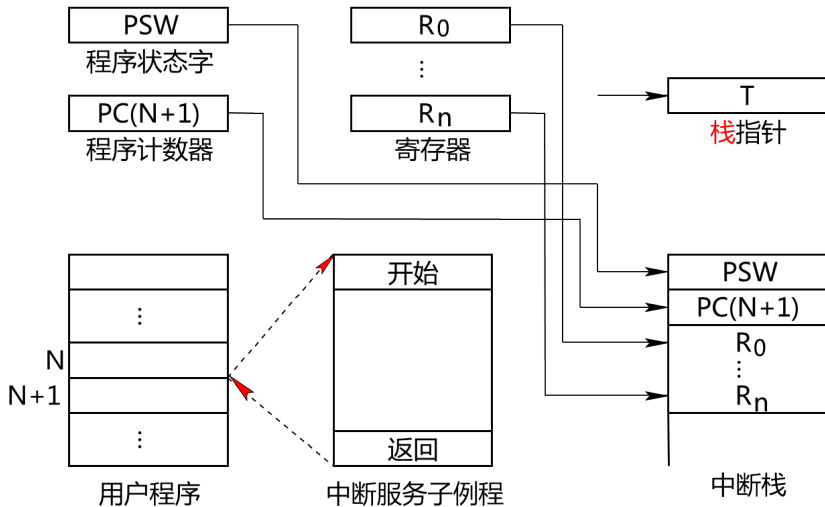 PSW
程序状态字
PC(N+1)
程序计数器
R0
⋮
Rn
寄存器
T
栈指针
⋮
N
N+1
⋮
用户程序
开始
返回
中断服务子例程
PSW
PC(N+1)
R0
⋮
Rn
中断栈